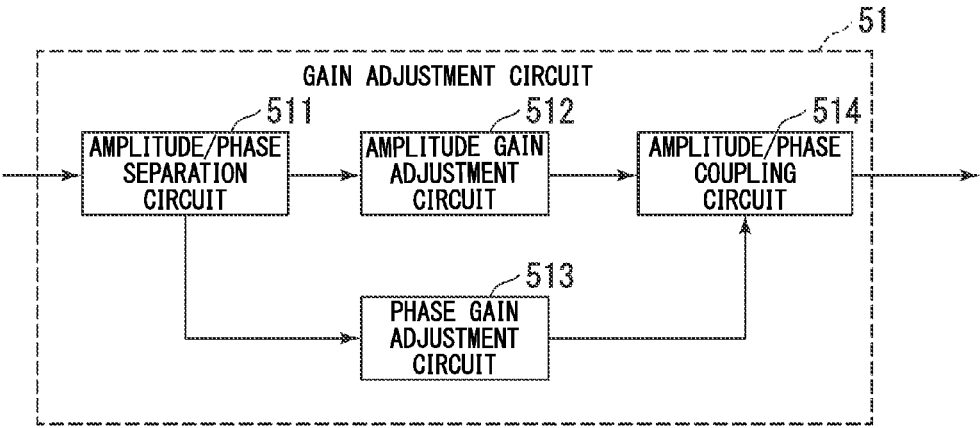 51
GAIN ADJUSTMENT CIRCUIT
511
AMPLITUDE/PHASE
SEPARATION
CIRCUIT
512
AMPLITUDE GAIN
ADJUSTMENT
CIRCUIT
514
AMPLITUDE/PHASE
COUPLING
CIRCUIT
513
PHASE GAIN
ADJUSTMENT
CIRCUIT